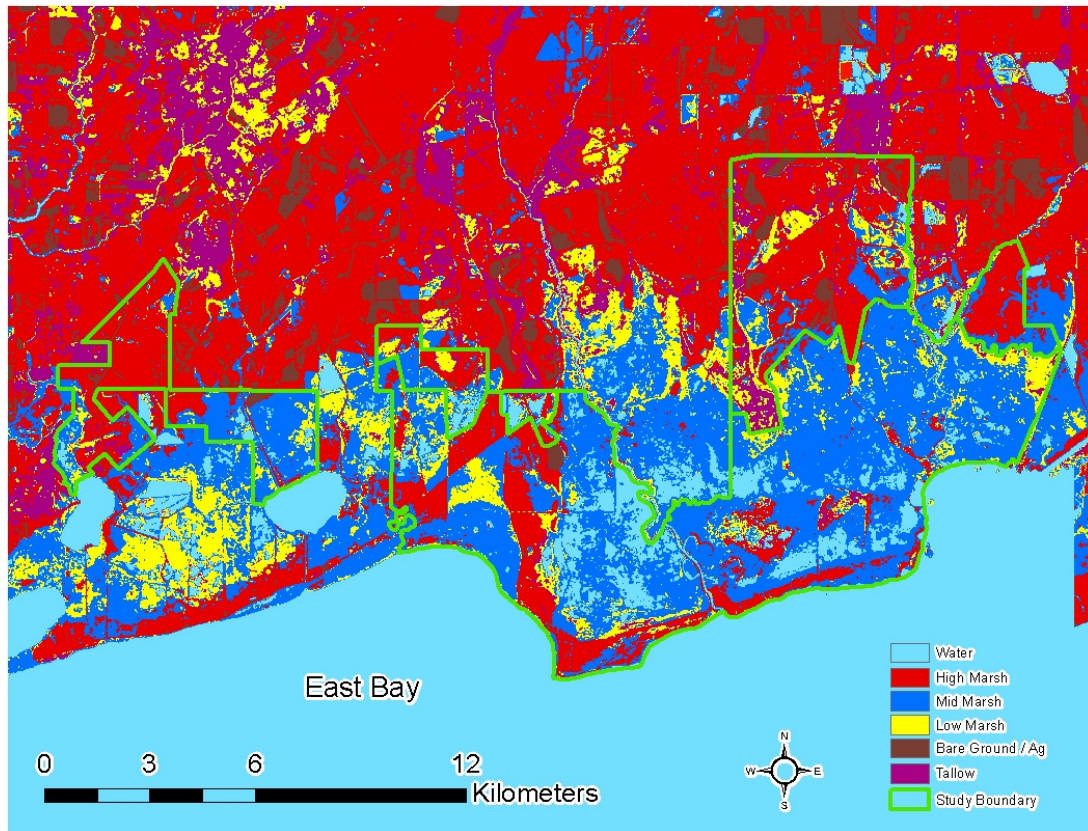 East Bay
0 3 6 12
Kilometers
N
W E
S
Water
High Marsh
Mid Marsh
Low Marsh
Bare Ground / Ag
Tallow
Study Boundary